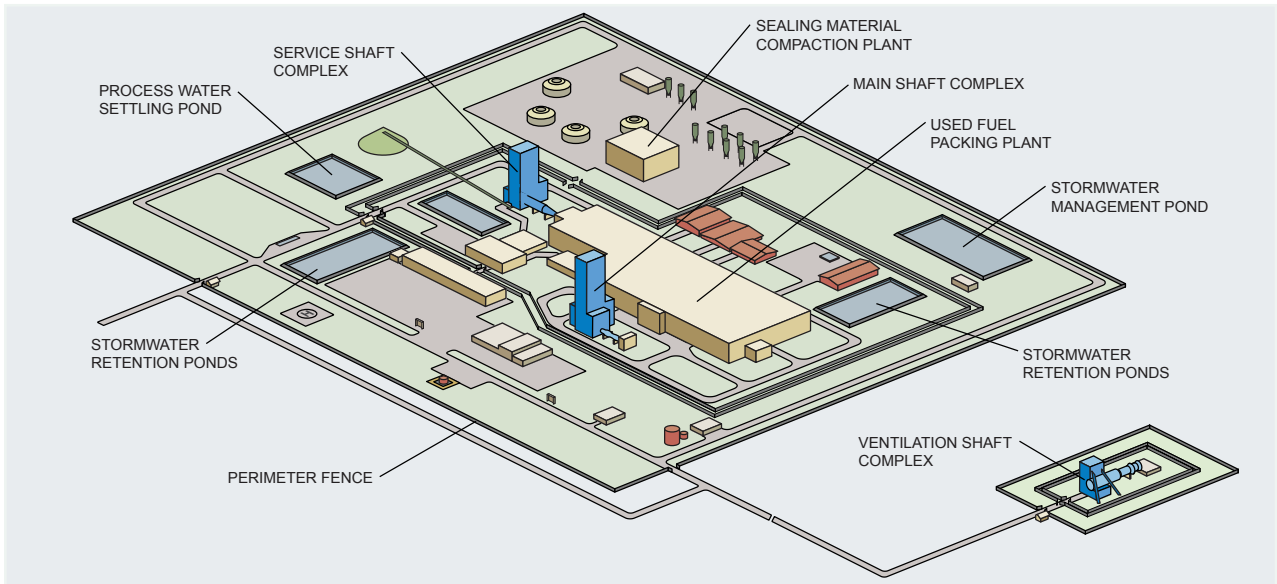 SEALING MATERIAL
COMPACTION PLANT
SERVICE SHAFT
COMPLEX
MAIN SHAFT COMPLEX
PROCESS WATER
SETTLING POND
USED FUEL
PACKING PLANT
STORMWATER
MANAGEMENT POND
H
STORMWATER
RETENTION PONDS
STORMWATER
RETENTION PONDS
VENTILATION SHAFT
COMPLEX
PERIMETER FENCE